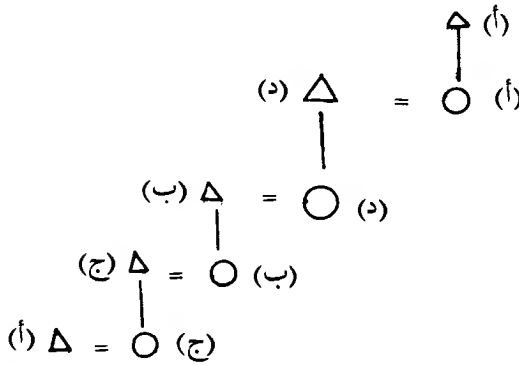 (أ)
(د) = (أ)
(ب) = (د)
(ج) = (ب)
(أ) = (ج)